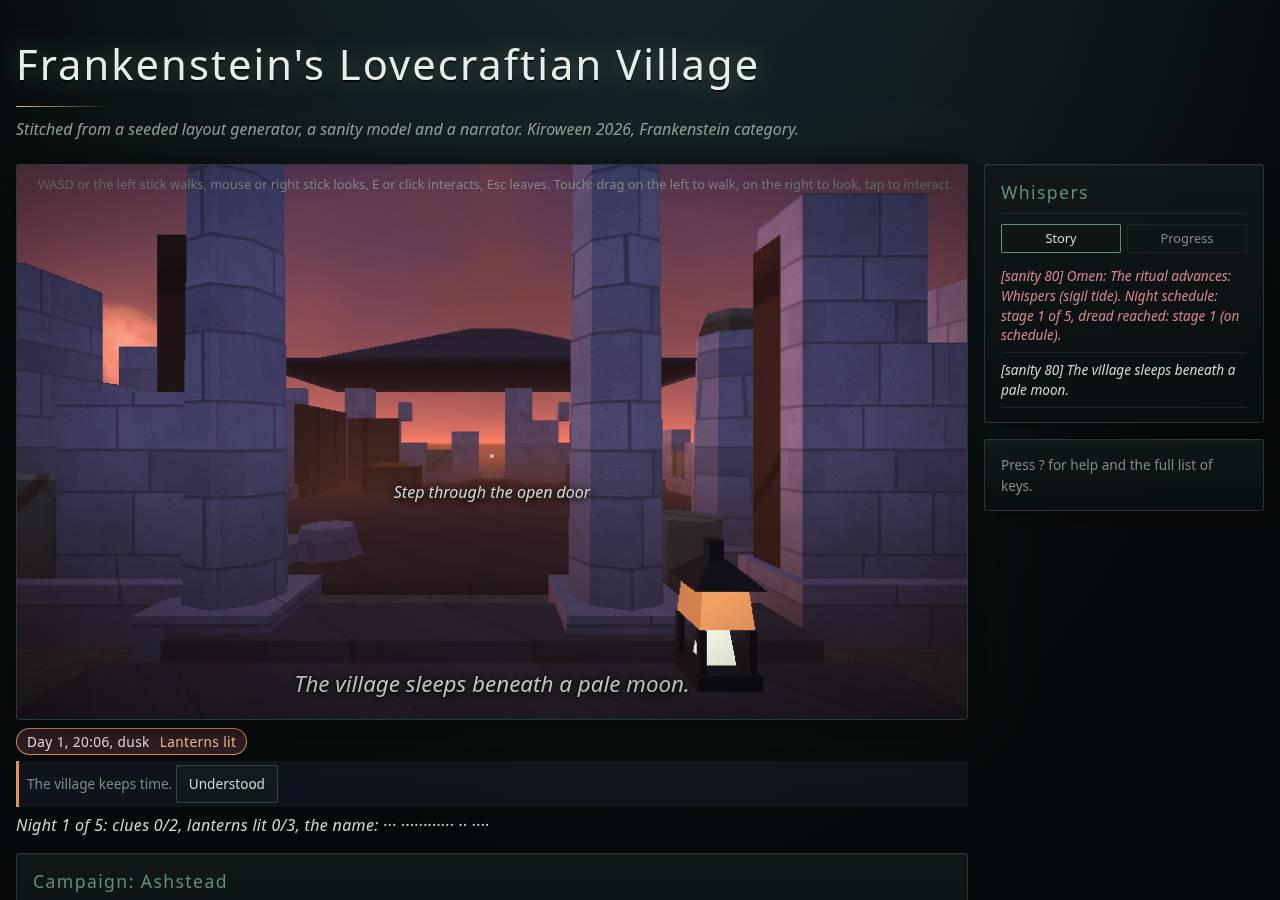 Frankenstein's Lovecraftian Village
Stitched from a seeded layout generator, a sanity model and a narrator. Kiroween 2026, Frankenstein category.
WASD or the left stick walks, mouse or right stick looks, E or click interacts, Esc leaves. Touch: drag on the left to walk, on the right to look, tap to interact.
Step through the open door
The village sleeps beneath a pale moon.
Day 1, 20:06, dusk Lanterns lit
The village keeps time. Understood
Night 1 of 5: clues 0/2, lanterns lit 0/3, the name: ··· ············ ·· ····
Campaign: Ashstead
Whispers
Story Progress
[sanity 80] Omen: The ritual advances:
Whispers (sigil tide). Night schedule:
stage 1 of 5, dread reached: stage 1 (on
schedule).
[sanity 80] The village sleeps beneath a
pale moon.
Press ? for help and the full list of
keys.